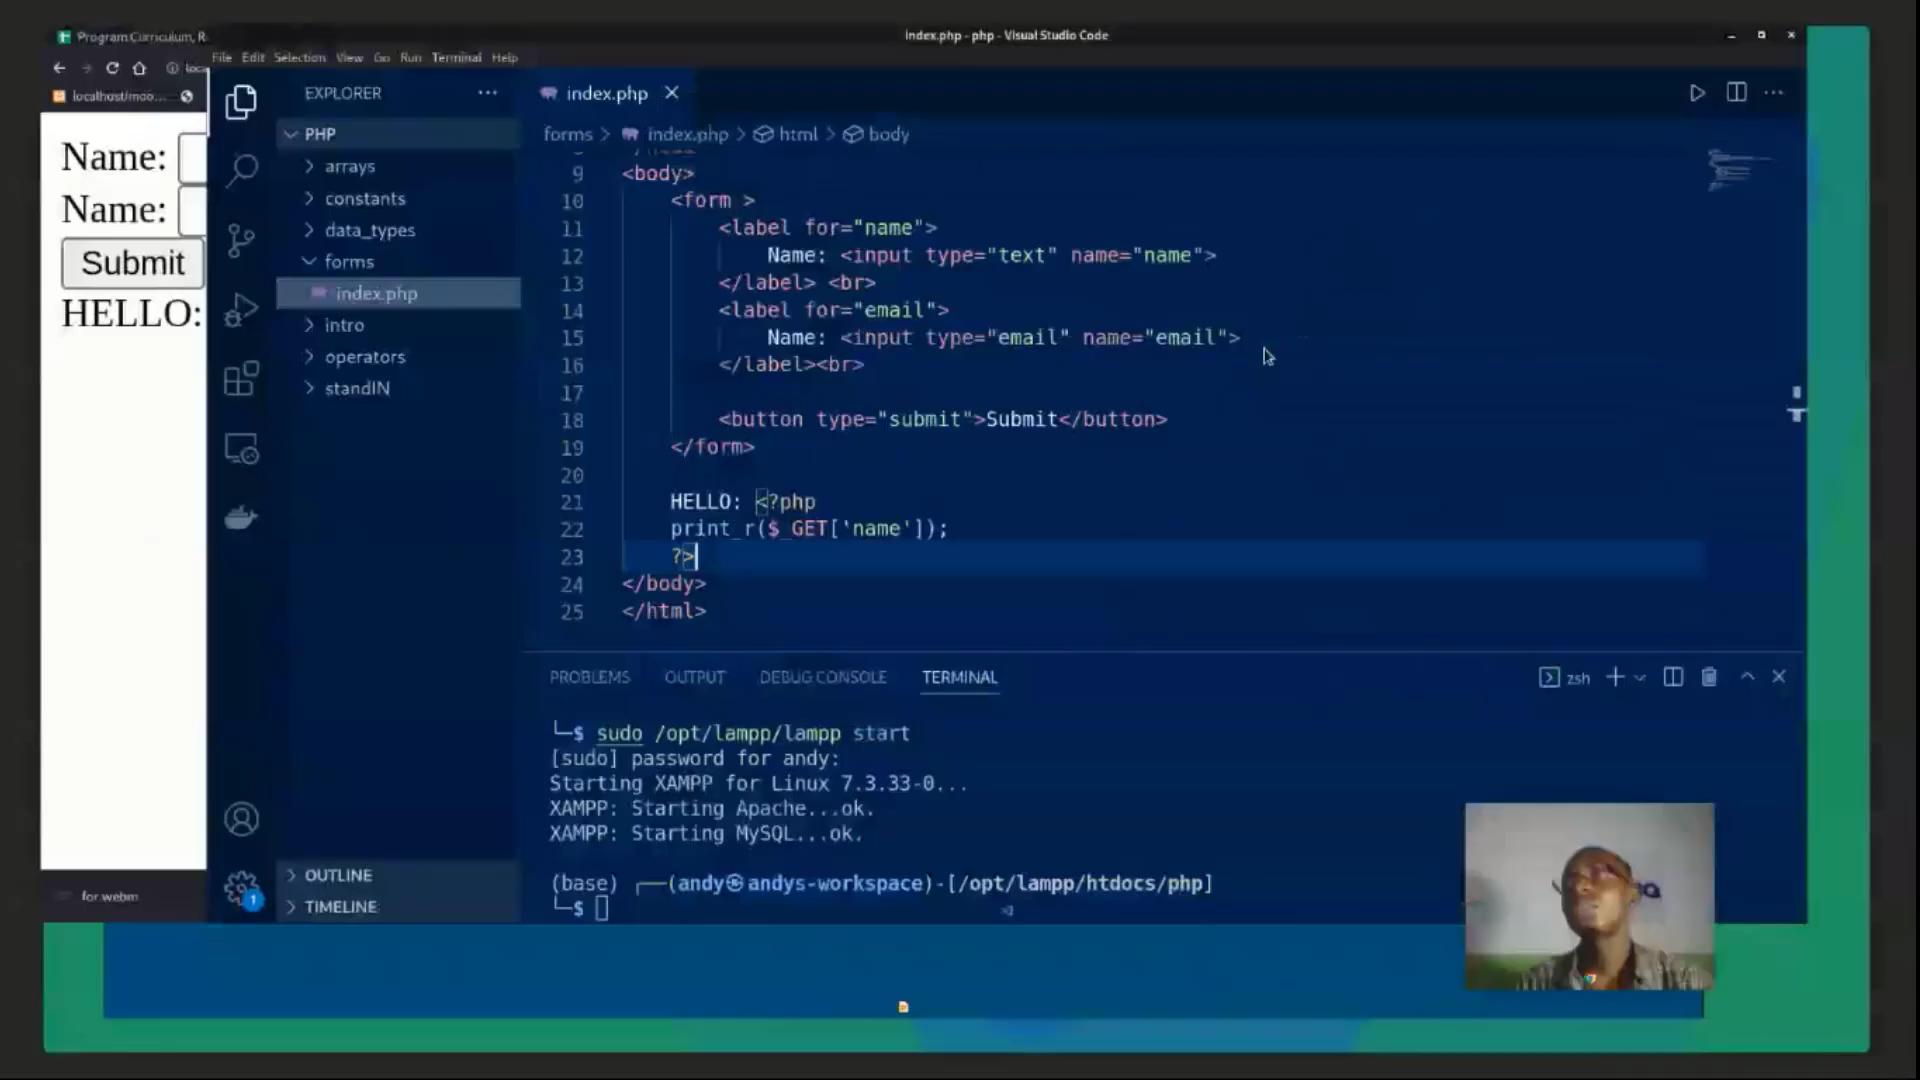 Program Curriculum, R
index.php - php - Visual Studio Code
File Edit Selection View Go Run Terminal Help
localhost/moo...
Name:
Name:
Submit
HELLO:
for webm
EXPLORER
PHP
arrays
constants
data_types
forms
index.php
intro
operators
standIN
OUTLINE
TIMELINE
1
index.php
forms > index.php > html > body
9 <body>
10 <form >
11 <label for="name">
12 Name: <input type="text" name="name">
13 </label> <br>
14 <label for="email">
15 Name: <input type="email" name="email">
16 </label><br>
17
18 <button type="submit">Submit</button>
19 </form>
20
21 HELLO: <?php
22 print_r($_GET['name']);
23 ?>
24 </body>
25 </html>
PROBLEMS OUTPUT DEBUG CONSOLE TERMINAL
zsh
└─$ sudo /opt/lampp/lampp start
[sudo] password for andy:
Starting XAMPP for Linux 7.3.33-0...
XAMPP: Starting Apache...ok.
XAMPP: Starting MySQL...ok.
(base) ┌──(andy㉿andys-workspace)-[/opt/lampp/htdocs/php]
└─$